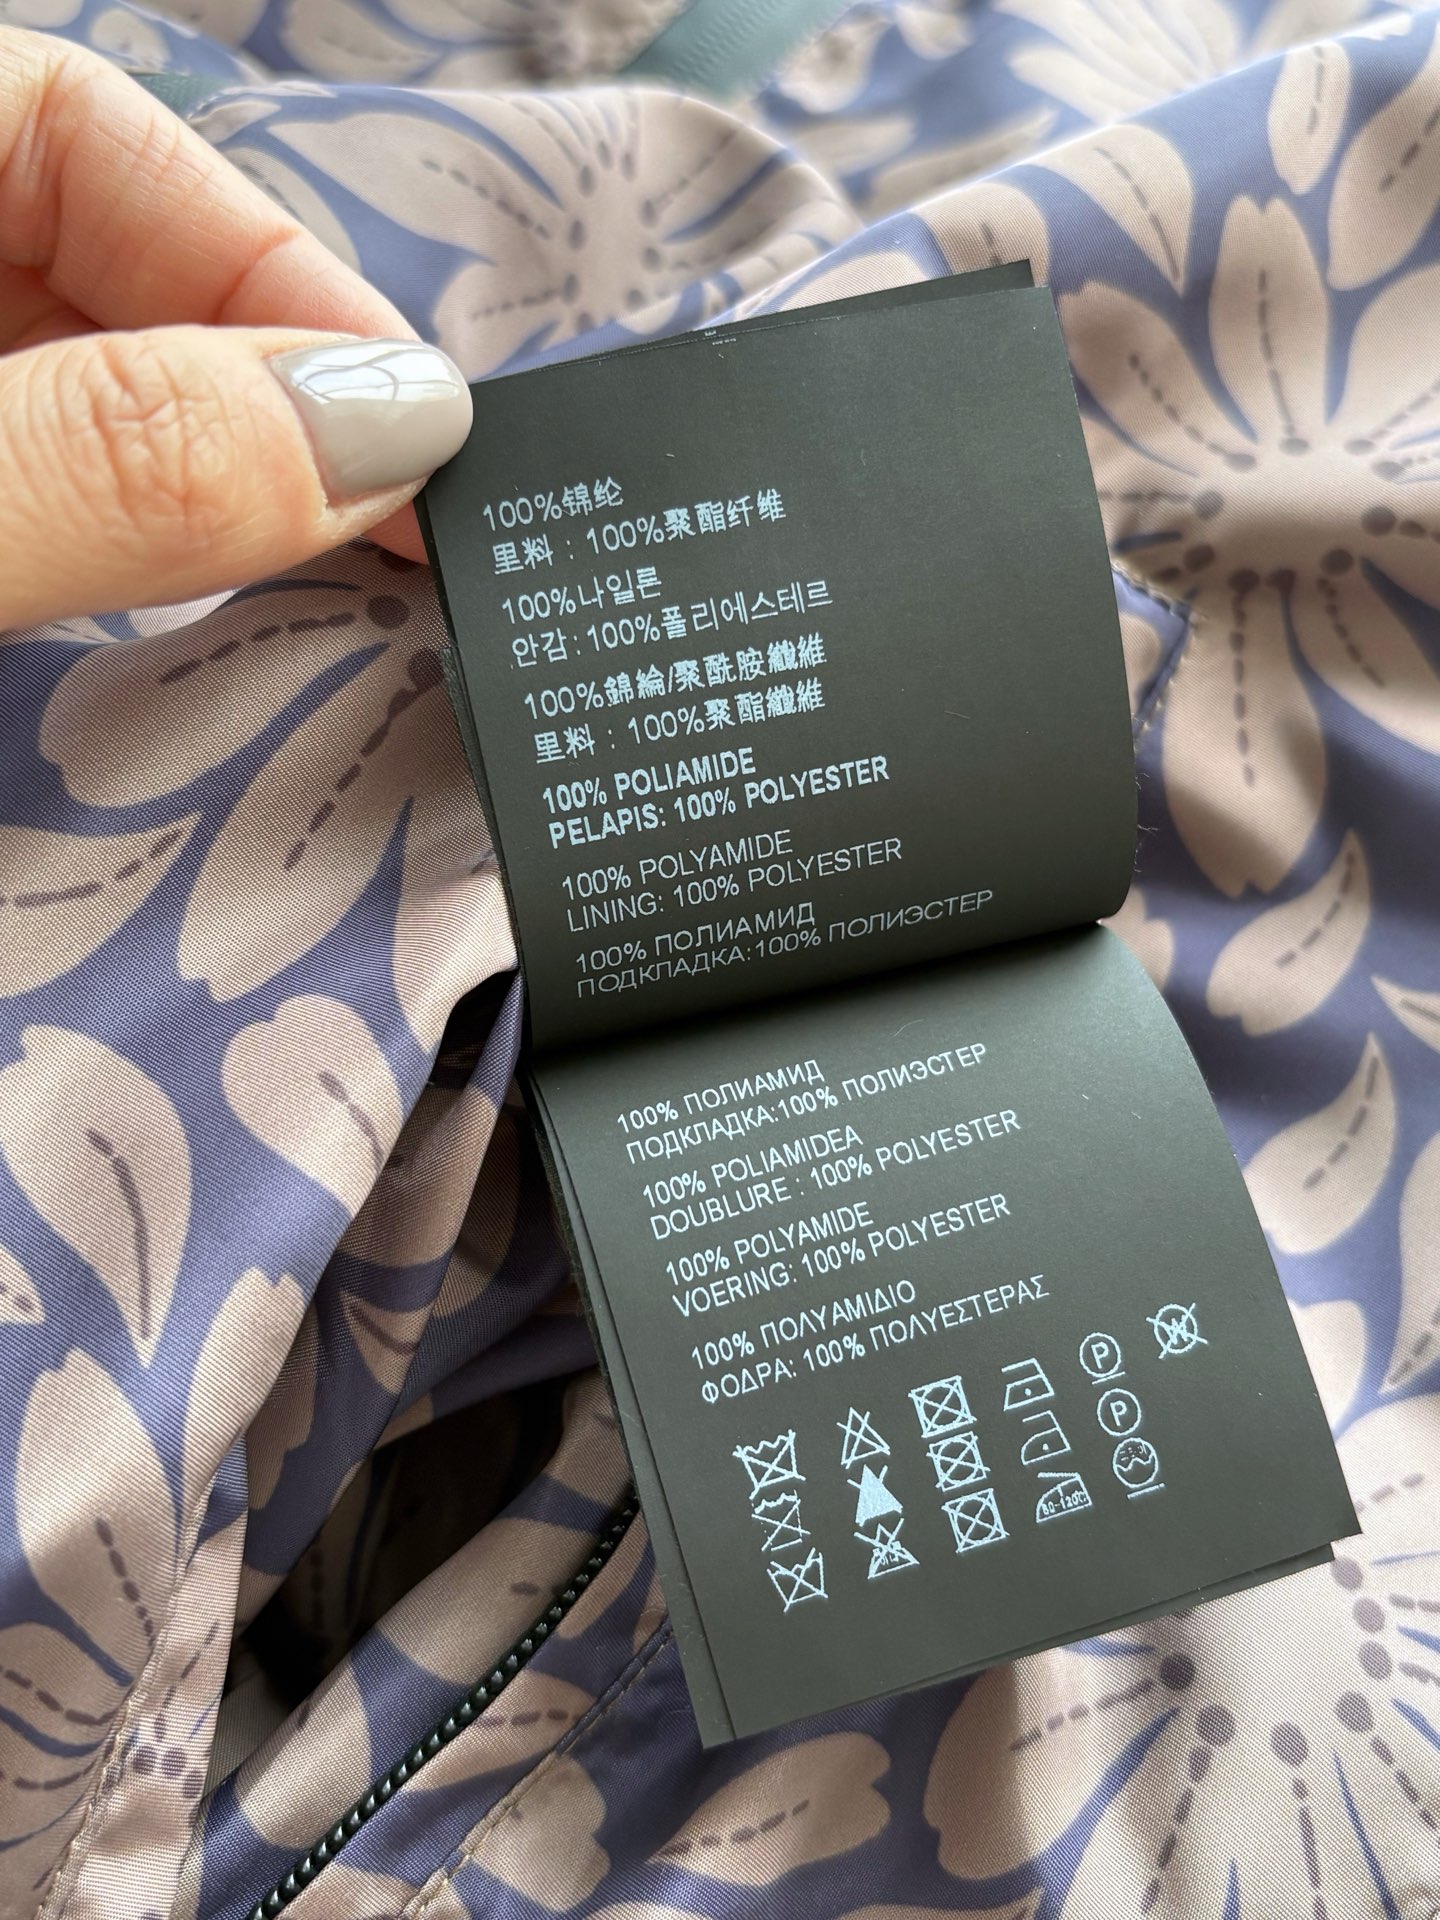 100%锦纶
里料：100%聚酯纤维
100%나일론
안감:100%폴리에스테르
100%錦綸/聚酰胺纖維
里料：100%聚酯纖維
100% POLIAMIDE
PELAPIS: 100% POLYESTER
100% POLYAMIDE
LINING: 100% POLYESTER
100% ПОЛИАМИД
ПОДКЛАДКА:100% ПОЛИЭСТЕР
100% ПОЛИАМИД
ПОДКЛАДКА:100% ПОЛИЭСТЕР
100% POLIAMIDEA
DOUBLURE : 100% POLYESTER
100% POLYAMIDE
VOERING: 100% POLYESTER
100% ΠΟΛΥΑΜΙΔΙΟ
ΦΟΔΡΑ: 100% ΠΟΛΥΕΣΤΕΡΑΣ
P
W
P
80-120℃